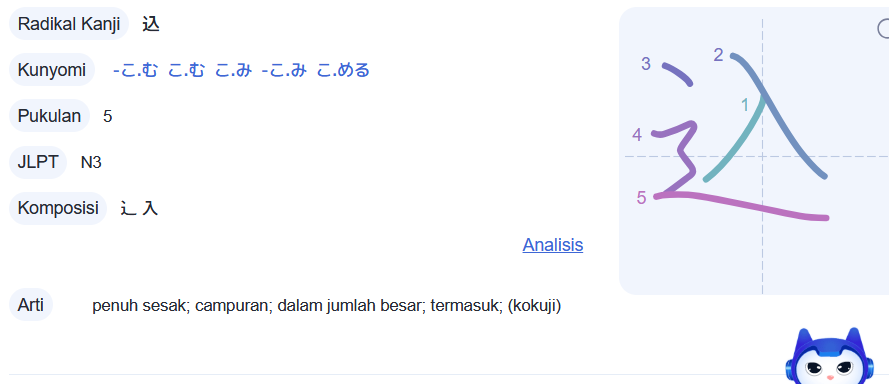 Radikal Kanji 込
Kunyomi -こ.む こ.む こ.み -こ.み こ.める
Pukulan 5
JLPT N3
Komposisi ⻌ 入
Analisis
Arti penuh sesak; campuran; dalam jumlah besar; termasuk; (kokuji)
3 2
1
4
5